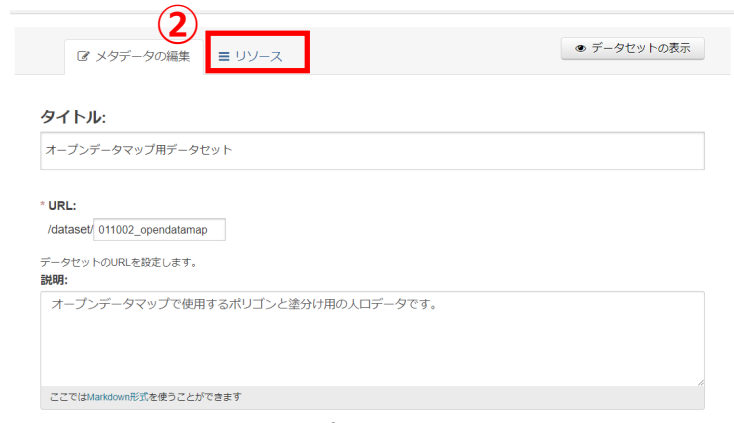 ②
メタデータの編集 リソース データセットの表示
タイトル:
オープンデータマップ用データセット
* URL:
/dataset/ 011002_opendatamap
データセットのURLを設定します。
説明:
オープンデータマップで使用するポリゴンと塗分け用の人口データです。
ここではMarkdown形式を使うことができます